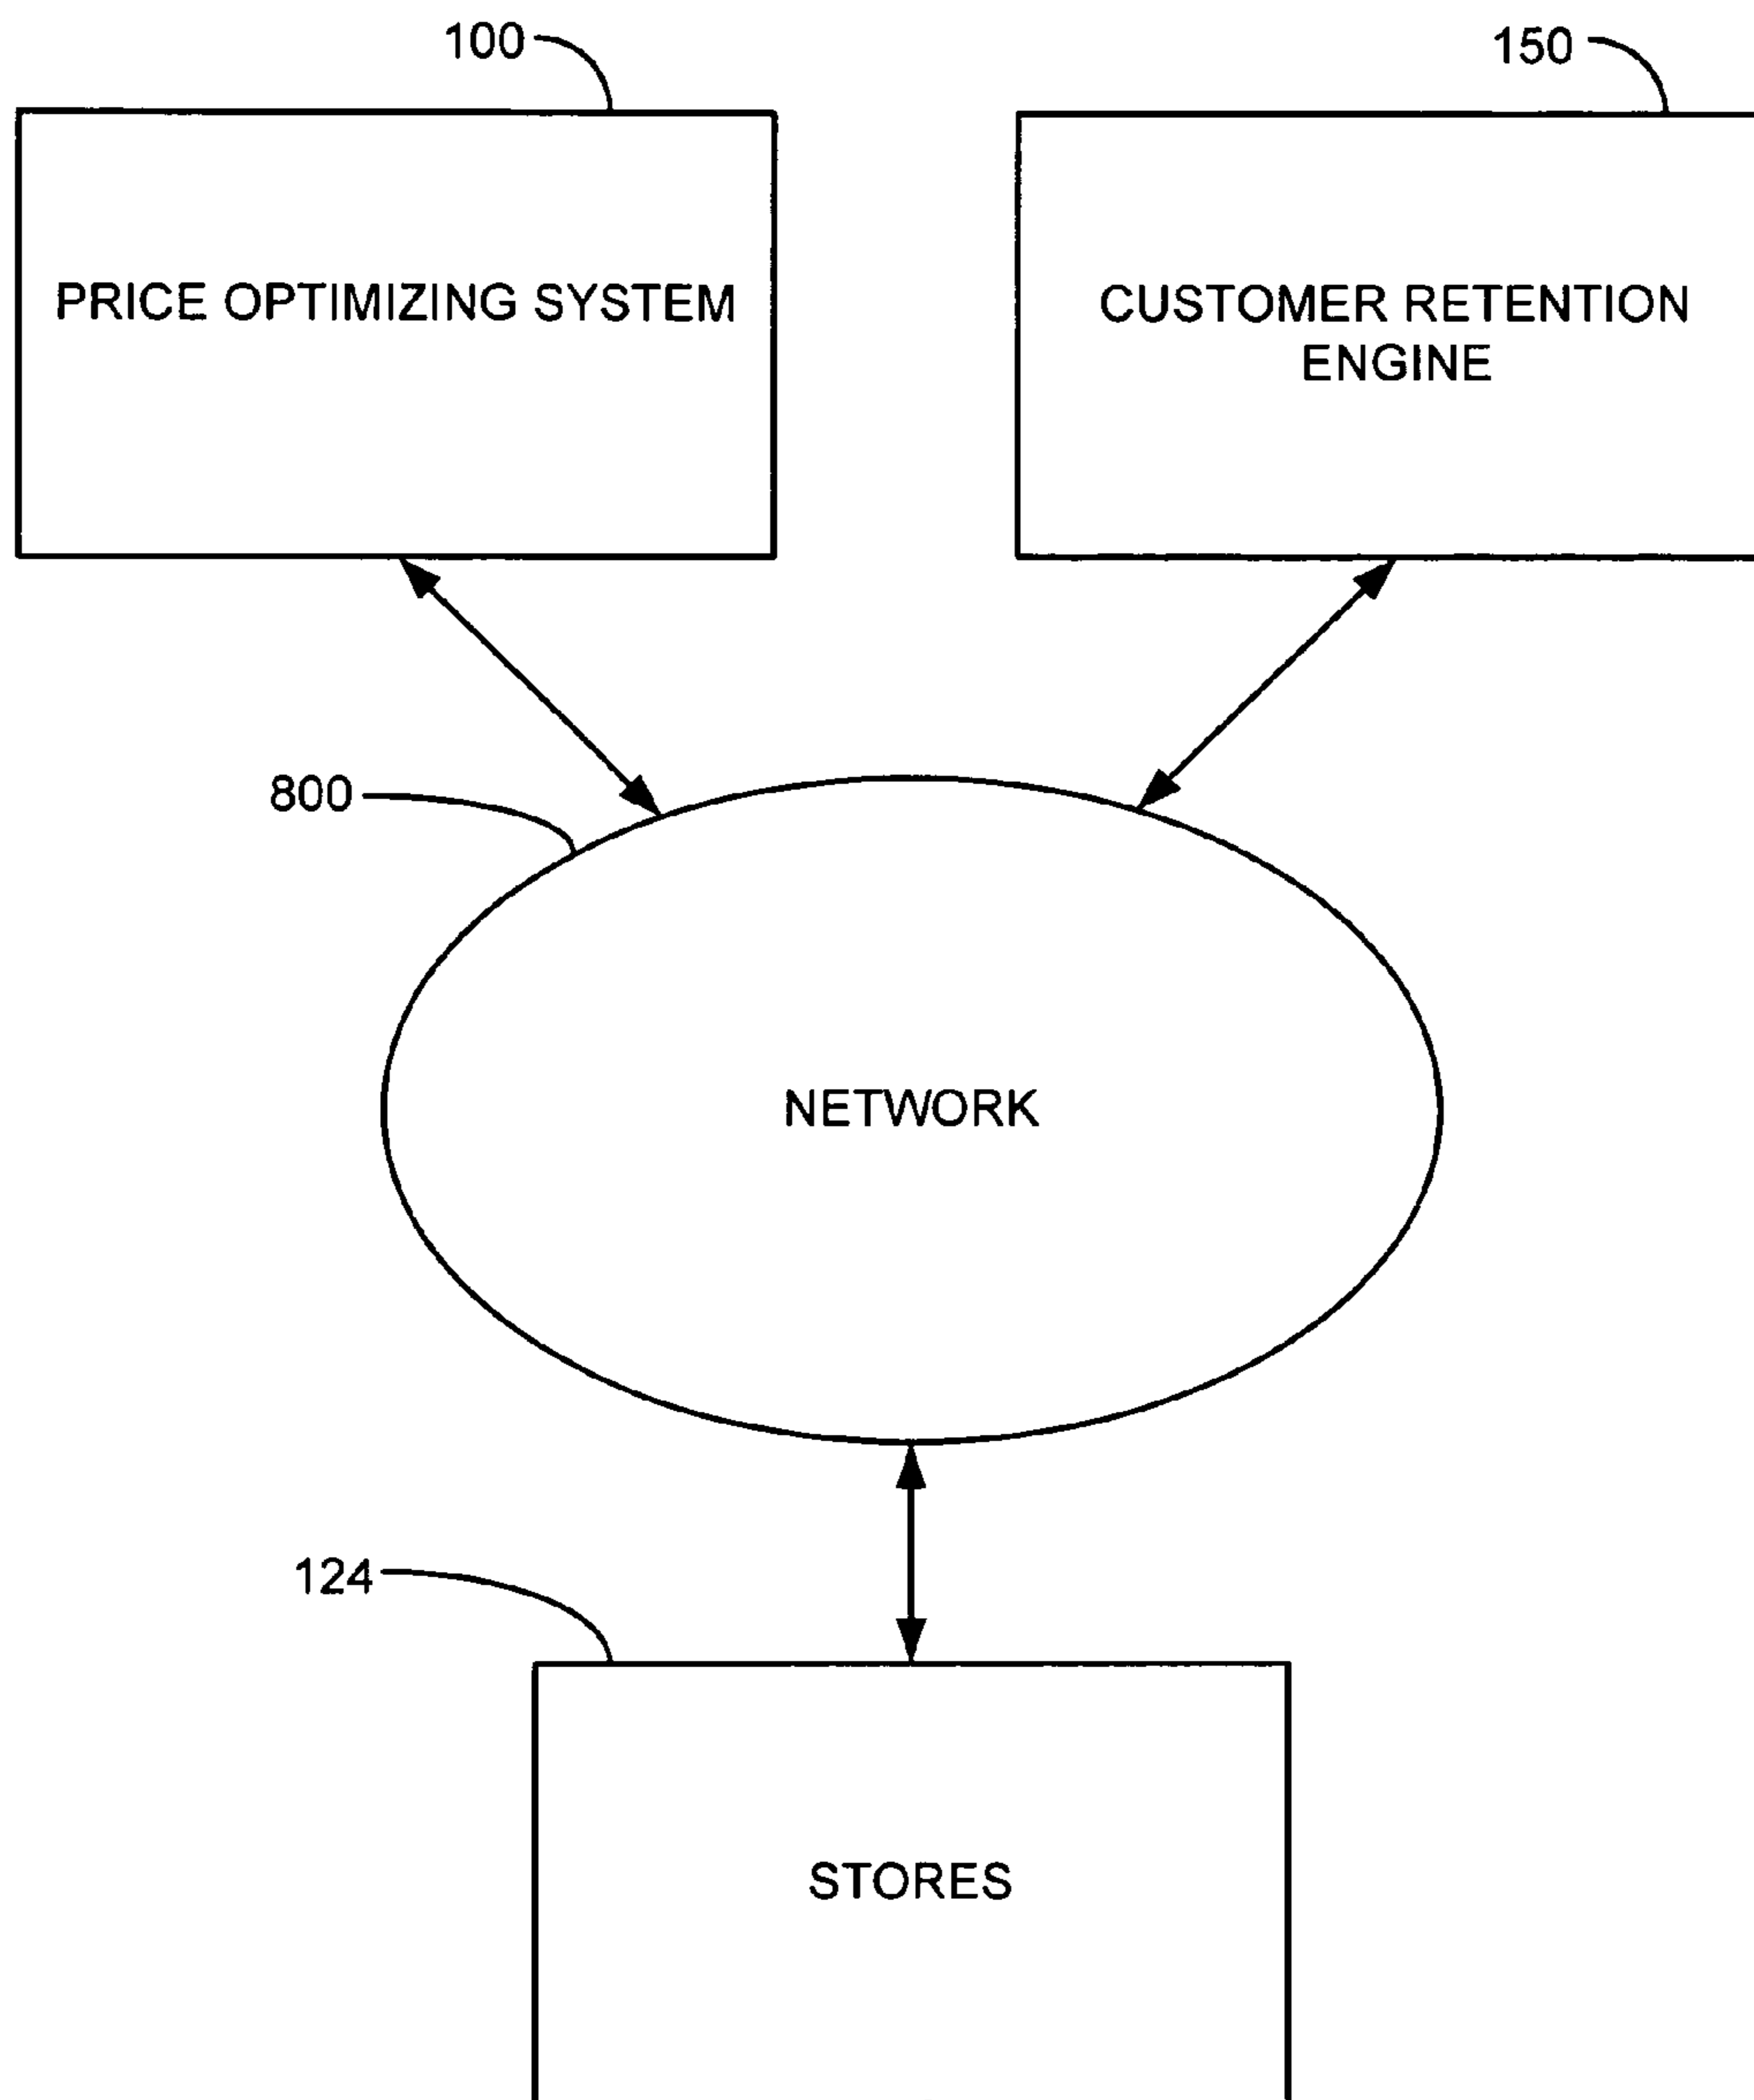 100
150
PRICE OPTIMIZING SYSTEM
CUSTOMER RETENTION
ENGINE
800
NETWORK
124
STORES